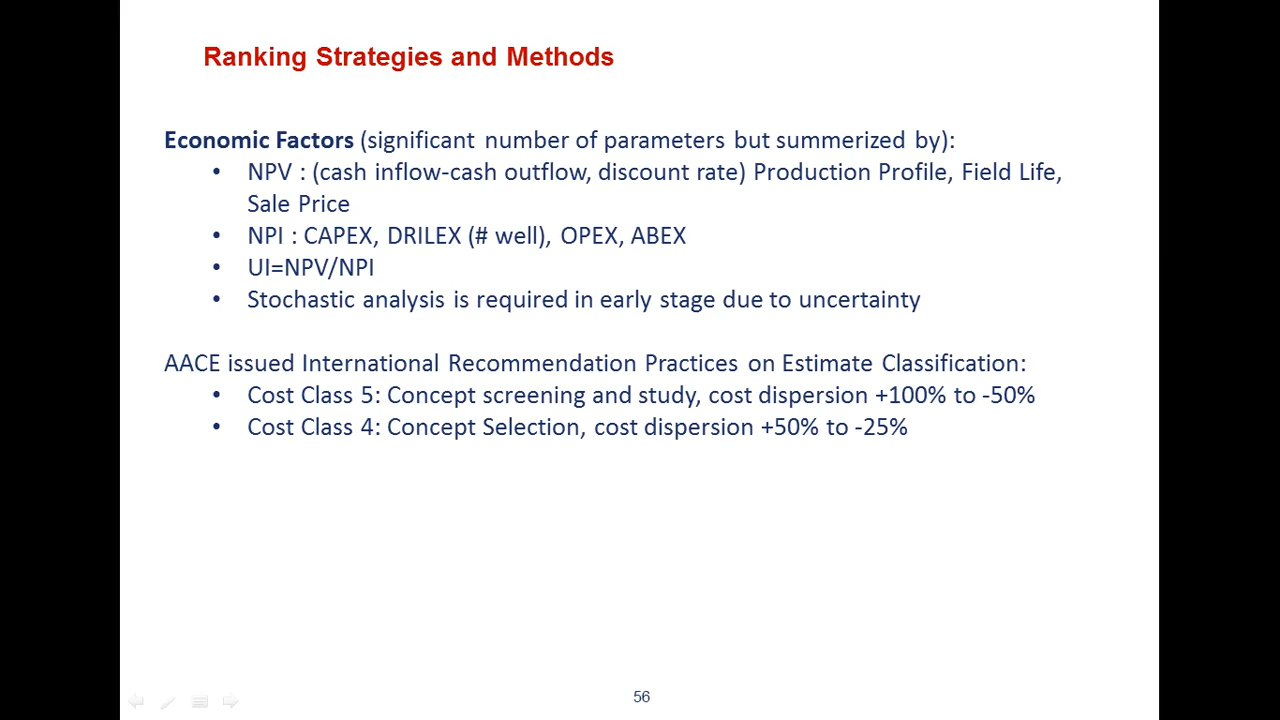 Ranking Strategies and Methods
Economic Factors (significant number of parameters but summerized by):
• NPV : (cash inflow-cash outflow, discount rate) Production Profile, Field Life,
Sale Price
• NPI : CAPEX, DRILEX (# well), OPEX, ABEX
• UI=NPV/NPI
• Stochastic analysis is required in early stage due to uncertainty
AACE issued International Recommendation Practices on Estimate Classification:
• Cost Class 5: Concept screening and study, cost dispersion +100% to -50%
• Cost Class 4: Concept Selection, cost dispersion +50% to -25%
56